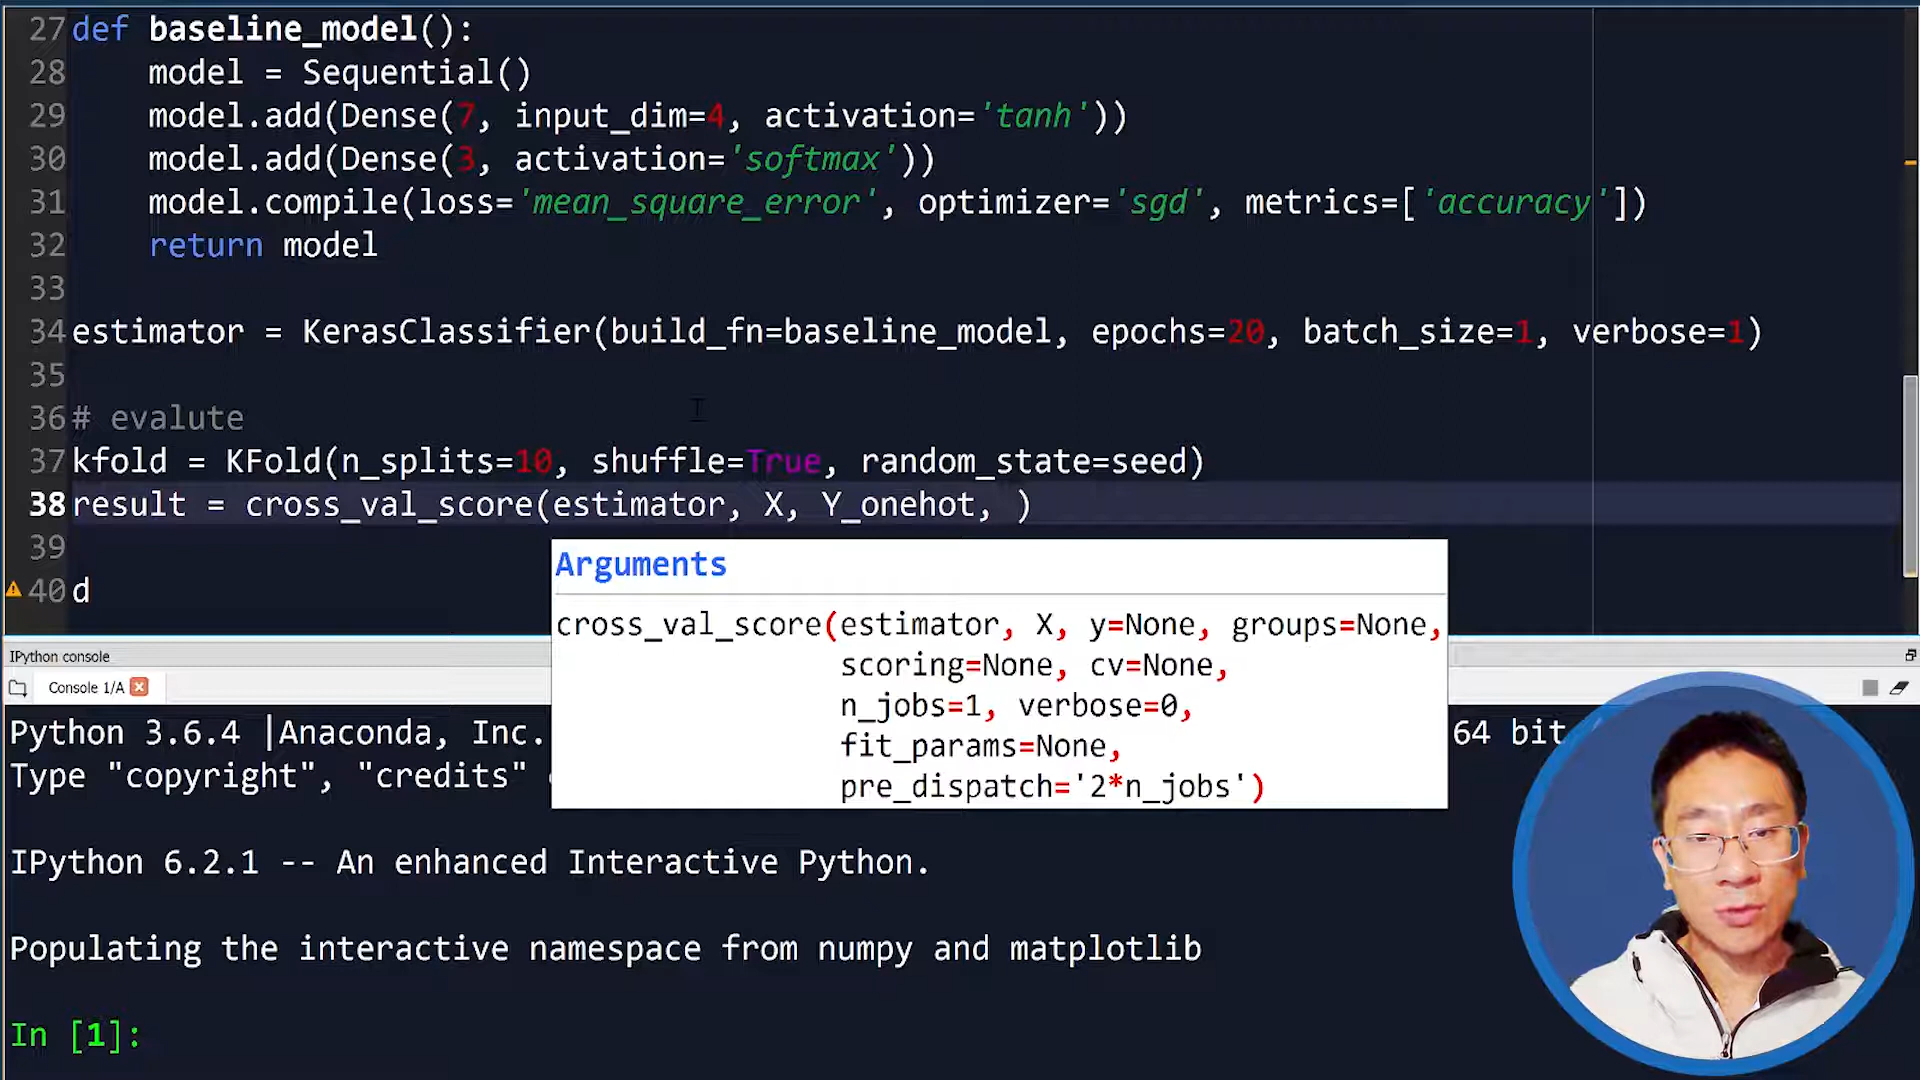 27 def baseline_model():
28 model = Sequential()
29 model.add(Dense(7, input_dim=4, activation='tanh'))
30 model.add(Dense(3, activation='softmax'))
31 model.compile(loss='mean_square_error', optimizer='sgd', metrics=['accuracy'])
32 return model
33
34 estimator = KerasClassifier(build_fn=baseline_model, epochs=20, batch_size=1, verbose=1)
35
36 # evalute
37 kfold = KFold(n_splits=10, shuffle=True, random_state=seed)
38 result = cross_val_score(estimator, X, Y_onehot, )
39
40 d
Arguments
cross_val_score(estimator, X, y=None, groups=None,
scoring=None, cv=None,
n_jobs=1, verbose=0,
fit_params=None,
pre_dispatch='2*n_jobs')
IPython console
Console 1/A
Python 3.6.4 |Anaconda, Inc. 64 bit
Type "copyright", "credits"
IPython 6.2.1 -- An enhanced Interactive Python.
Populating the interactive namespace from numpy and matplotlib
In [1]: